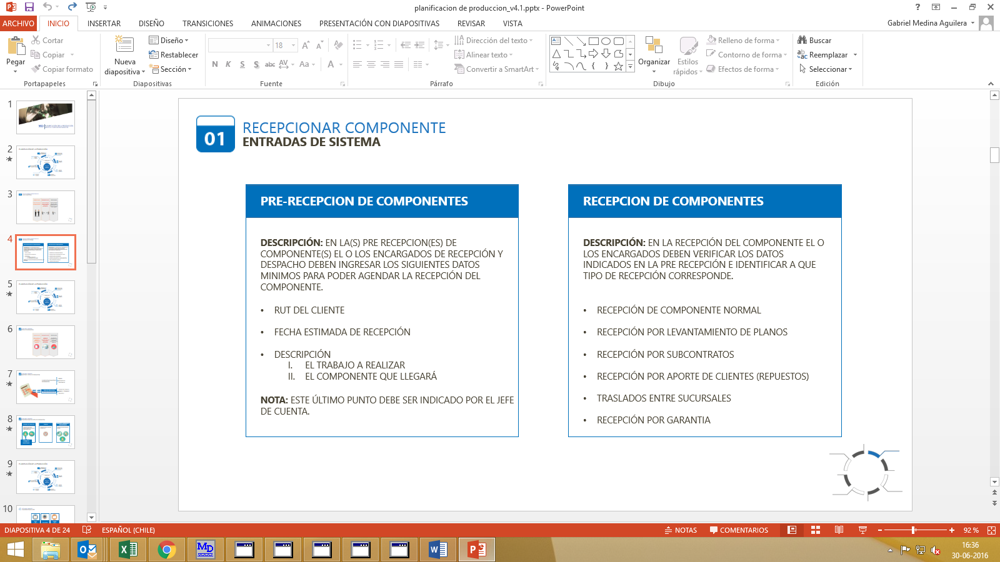 planificacion de produccion_v4.1.pptx - PowerPoint
ARCHIVO INICIO INSERTAR DISEÑO TRANSICIONES ANIMACIONES PRESENTACIÓN CON DIAPOSITIVAS REVISAR VISTA
Gabriel Medina Aguilera
Pegar
Cortar
Copiar
Copiar formato
Portapapeles
Nueva
diapositiva
Diseño
Restablecer
Sección
Diapositivas
18
N K S S abc AV Aa A
Fuente
Dirección del texto
Alinear texto
Convertir a SmartArt
Párrafo
Organizar
Estilos
rápidos
Relleno de forma
Contorno de forma
Efectos de forma
Dibujo
Buscar
Reemplazar
Seleccionar
Edición
1
2
3
4
5
6
7
8
9
10
01
RECEPCIONAR COMPONENTE
ENTRADAS DE SISTEMA
PRE-RECEPCION DE COMPONENTES
DESCRIPCIÓN: EN LA(S) PRE RECEPCION(ES) DE
COMPONENTE(S) EL O LOS ENCARGADOS DE RECEPCIÓN Y
DESPACHO DEBEN INGRESAR LOS SIGUIENTES DATOS
MINIMOS PARA PODER AGENDAR LA RECEPCIÓN DEL
COMPONENTE.
• RUT DEL CLIENTE
• FECHA ESTIMADA DE RECEPCIÓN
• DESCRIPCIÓN
I. EL TRABAJO A REALIZAR
II. EL COMPONENTE QUE LLEGARÁ
NOTA: ESTE ÚLTIMO PUNTO DEBE SER INDICADO POR EL JEFE
DE CUENTA.
RECEPCION DE COMPONENTES
DESCRIPCIÓN: EN LA RECEPCIÓN DEL COMPONENTE EL O
LOS ENCARGADOS DEBEN VERIFICAR LOS DATOS
INDICADOS EN LA PRE RECEPCIÓN E IDENTIFICAR A QUE
TIPO DE RECEPCIÓN CORRESPONDE.
• RECEPCIÓN DE COMPONENTE NORMAL
• RECEPCIÓN POR LEVANTAMIENTO DE PLANOS
• RECEPCIÓN POR SUBCONTRATOS
• RECEPCIÓN POR APORTE DE CLIENTES (REPUESTOS)
• TRASLADOS ENTRE SUCURSALES
• RECEPCIÓN POR GARANTIA
DIAPOSITIVA 4 DE 24 ESPAÑOL (CHILE) NOTAS COMENTARIOS 92 %
16:36
30-06-2016